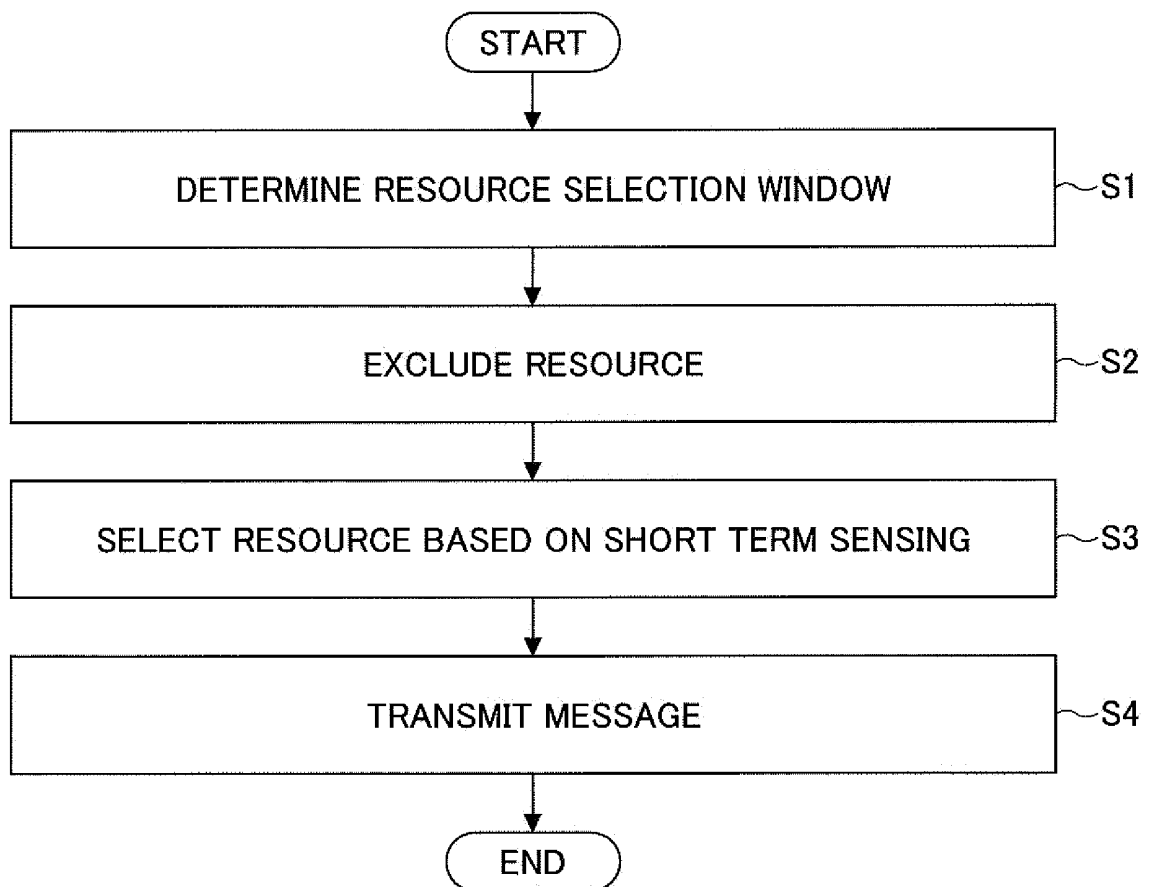 START
DETERMINE RESOURCE SELECTION WINDOW
S1
EXCLUDE RESOURCE
S2
SELECT RESOURCE BASED ON SHORT TERM SENSING
S3
TRANSMIT MESSAGE
S4
END